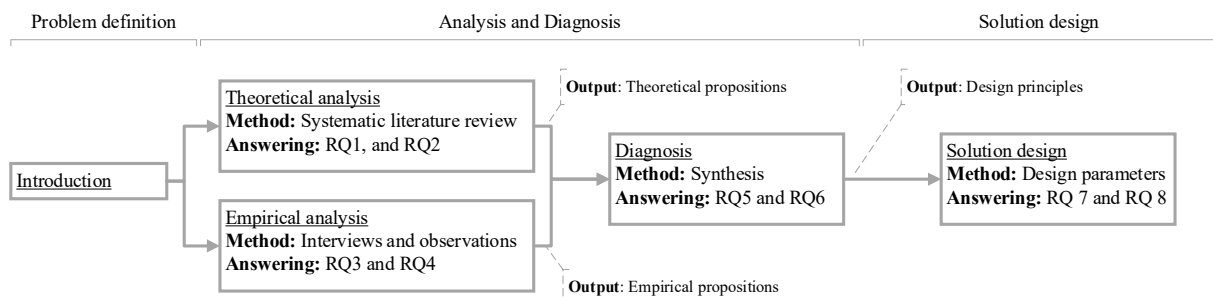 Problem definition
Analysis and Diagnosis
Solution design
Output: Theoretical propositions
Output: Design principles
Theoretical analysis
Method: Systematic literature review
Answering: RQ1, and RQ2
Introduction
Diagnosis
Method: Synthesis
Answering: RQ5 and RQ6
Solution design
Method: Design parameters
Answering: RQ 7 and RQ 8
Empirical analysis
Method: Interviews and observations
Answering: RQ3 and RQ4
Output: Empirical propositions